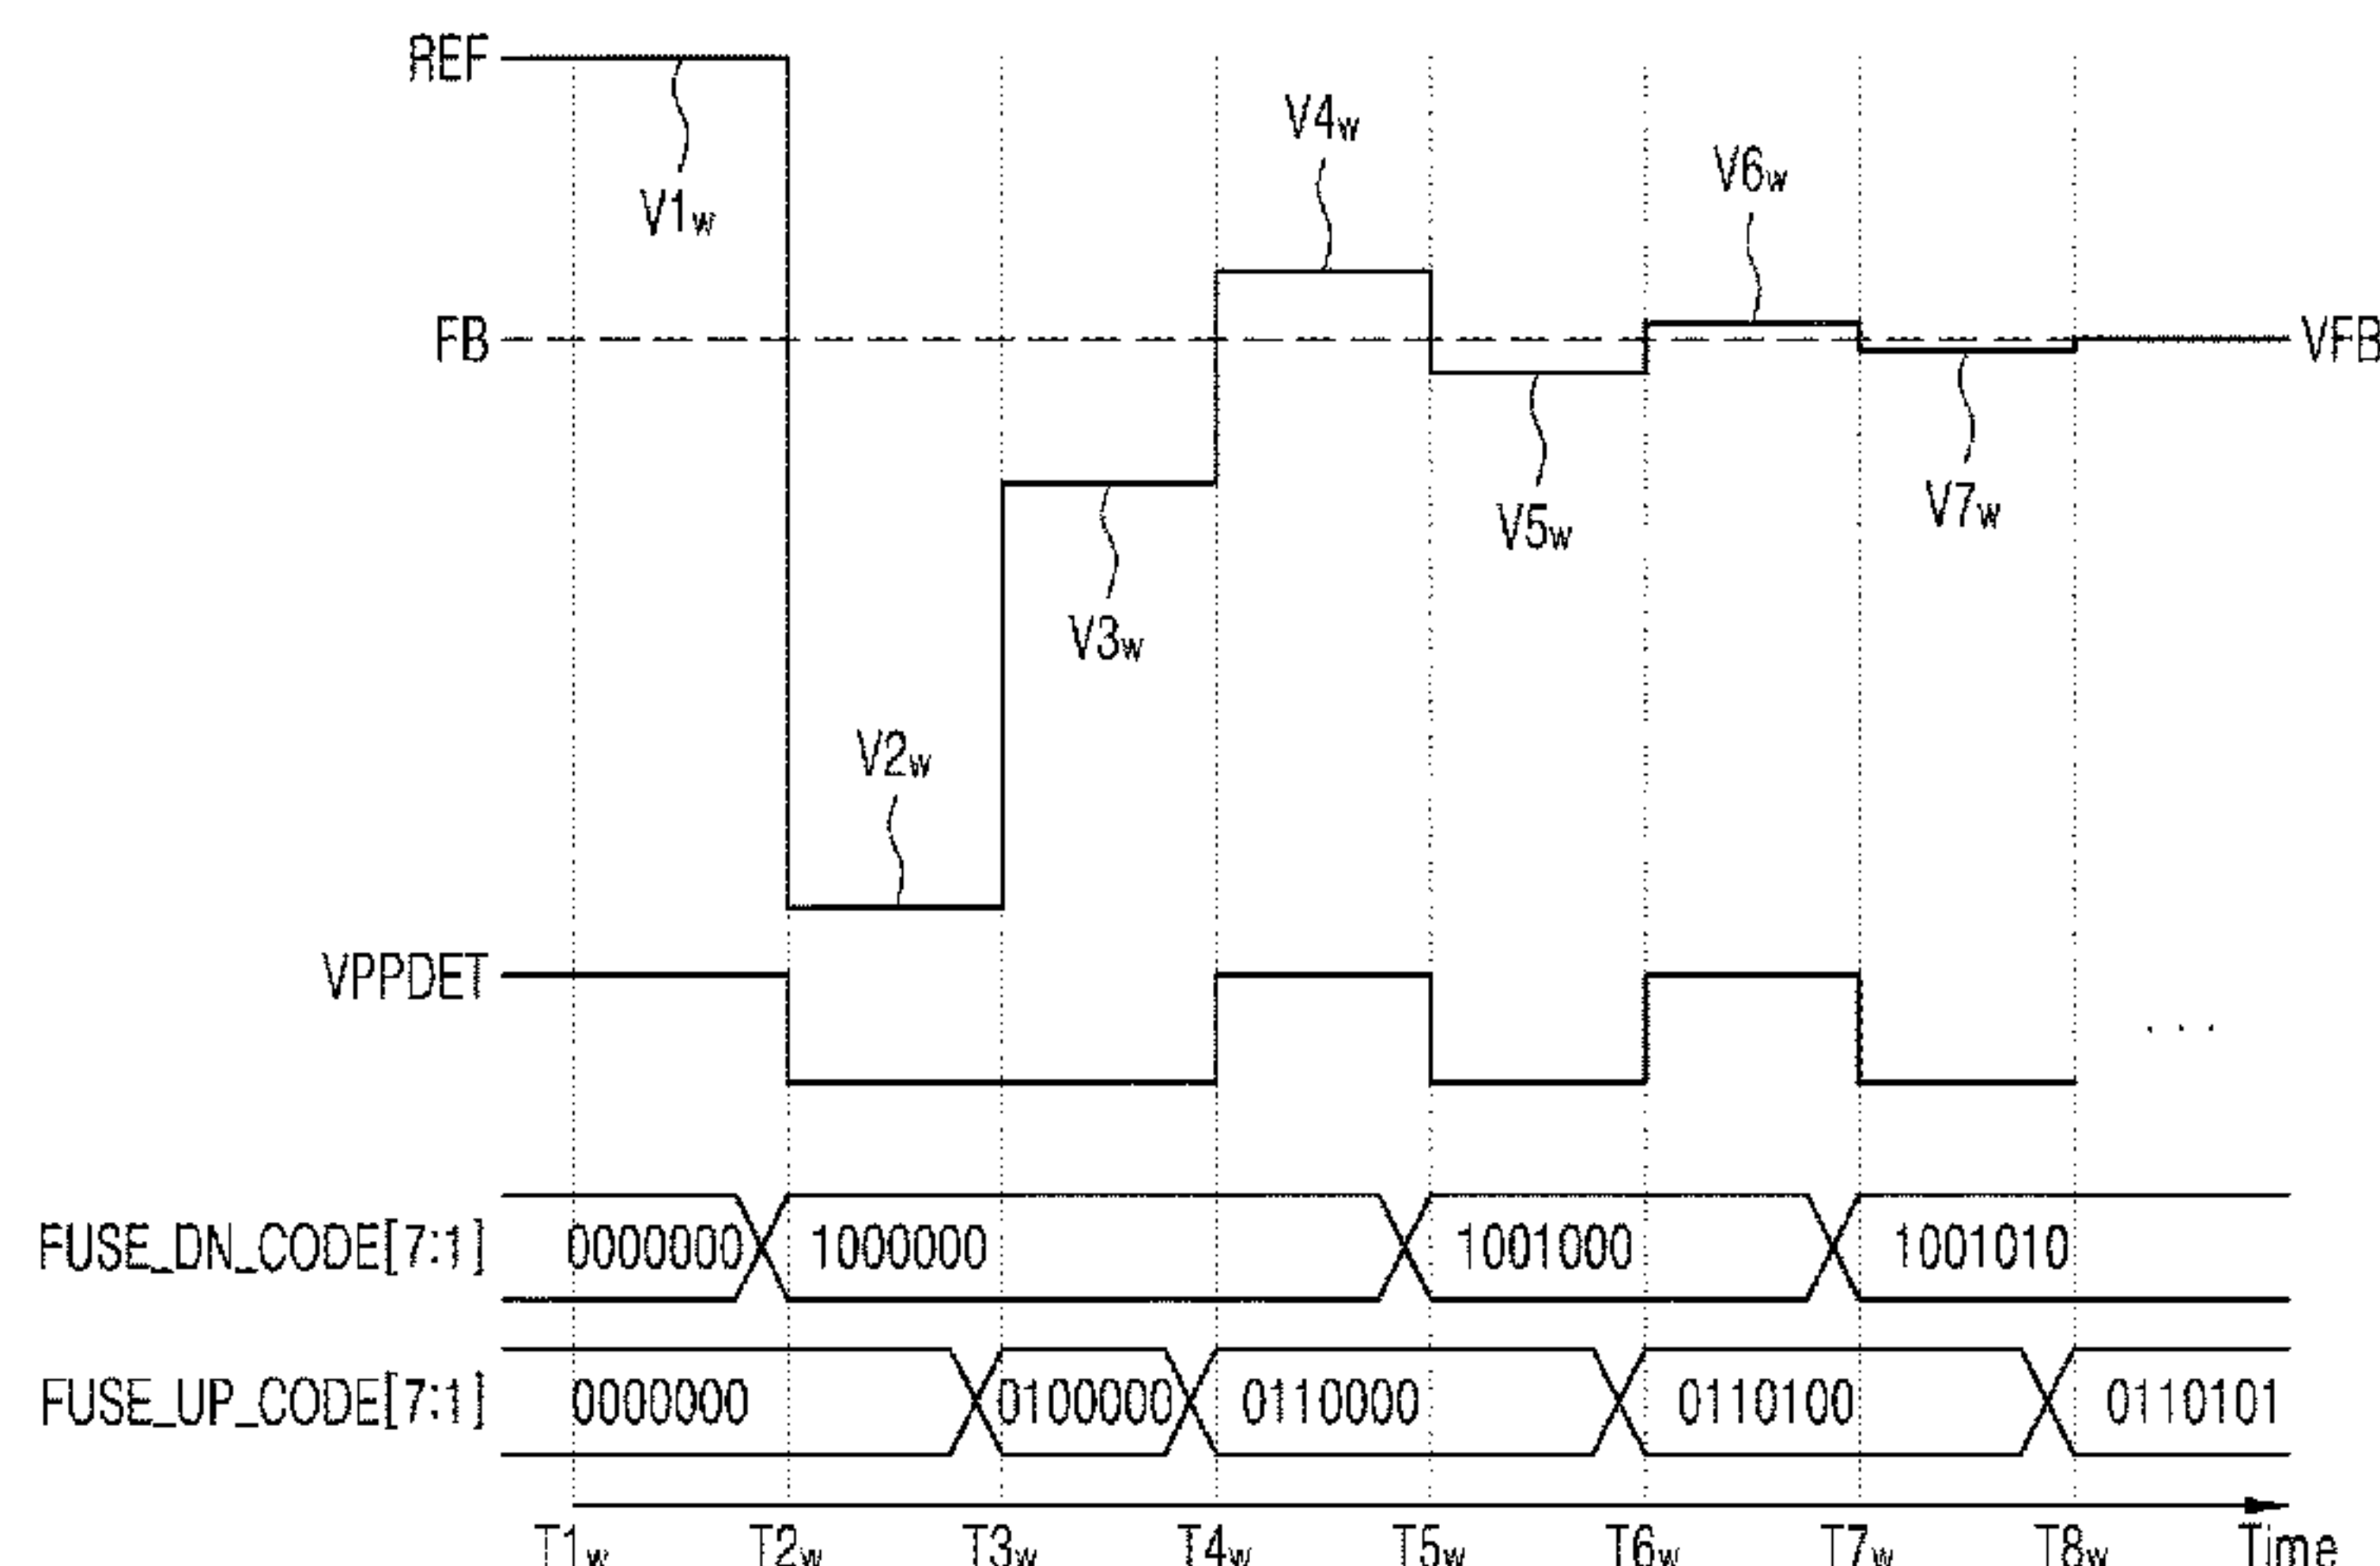 REF
V1w
V4w
V6w
FB
VFB
V5w
V7w
V3w
V2w
VPPDET
. . .
FUSE_DN_CODE[7:1] 0000000 1000000 1001000 1001010
FUSE_UP_CODE[7:1] 0000000 0100000 0110000 0110100 0110101
T1w T2w T3w T4w T5w T6w T7w T8w Time